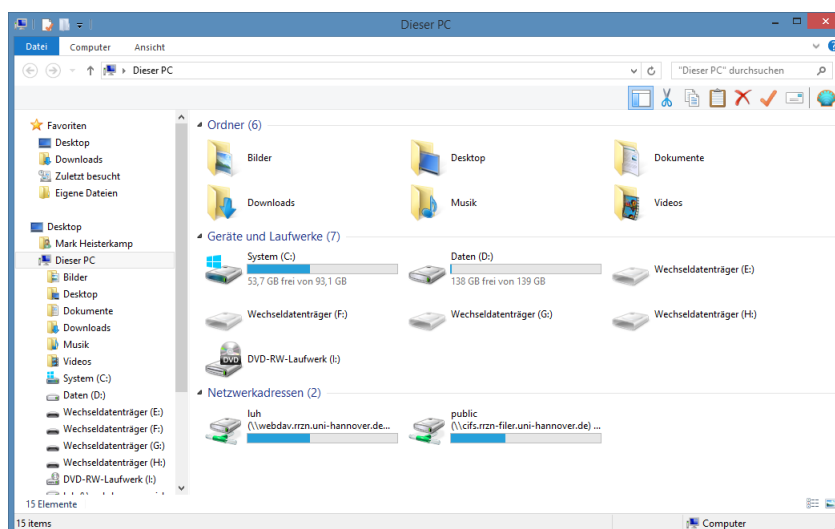 Dieser PC
Datei Computer Ansicht
Dieser PC
"Dieser PC" durchsuchen
Favoriten
Desktop
Downloads
Zuletzt besucht
Eigene Dateien
Desktop
Mark Heisterkamp
Dieser PC
Bilder
Desktop
Dokumente
Downloads
Musik
Videos
System (C:)
Daten (D:)
Wechseldatenträger (E:)
Wechseldatenträger (F:)
Wechseldatenträger (G:)
Wechseldatenträger (H:)
DVD-RW-Laufwerk (I:)
Ordner (6)
Bilder
Desktop
Dokumente
Downloads
Musik
Videos
Geräte und Laufwerke (7)
System (C:)
53,7 GB frei von 93,1 GB
Daten (D:)
138 GB frei von 139 GB
Wechseldatenträger (E:)
Wechseldatenträger (F:)
Wechseldatenträger (G:)
Wechseldatenträger (H:)
DVD
DVD-RW-Laufwerk (I:)
Netzwerkadressen (2)
luh
(\\webdav.rrzn.uni-hannover.de...
public
(\\cifs.rrzn-filer.uni-hannover.de) ...
15 Elemente
15 items
Computer